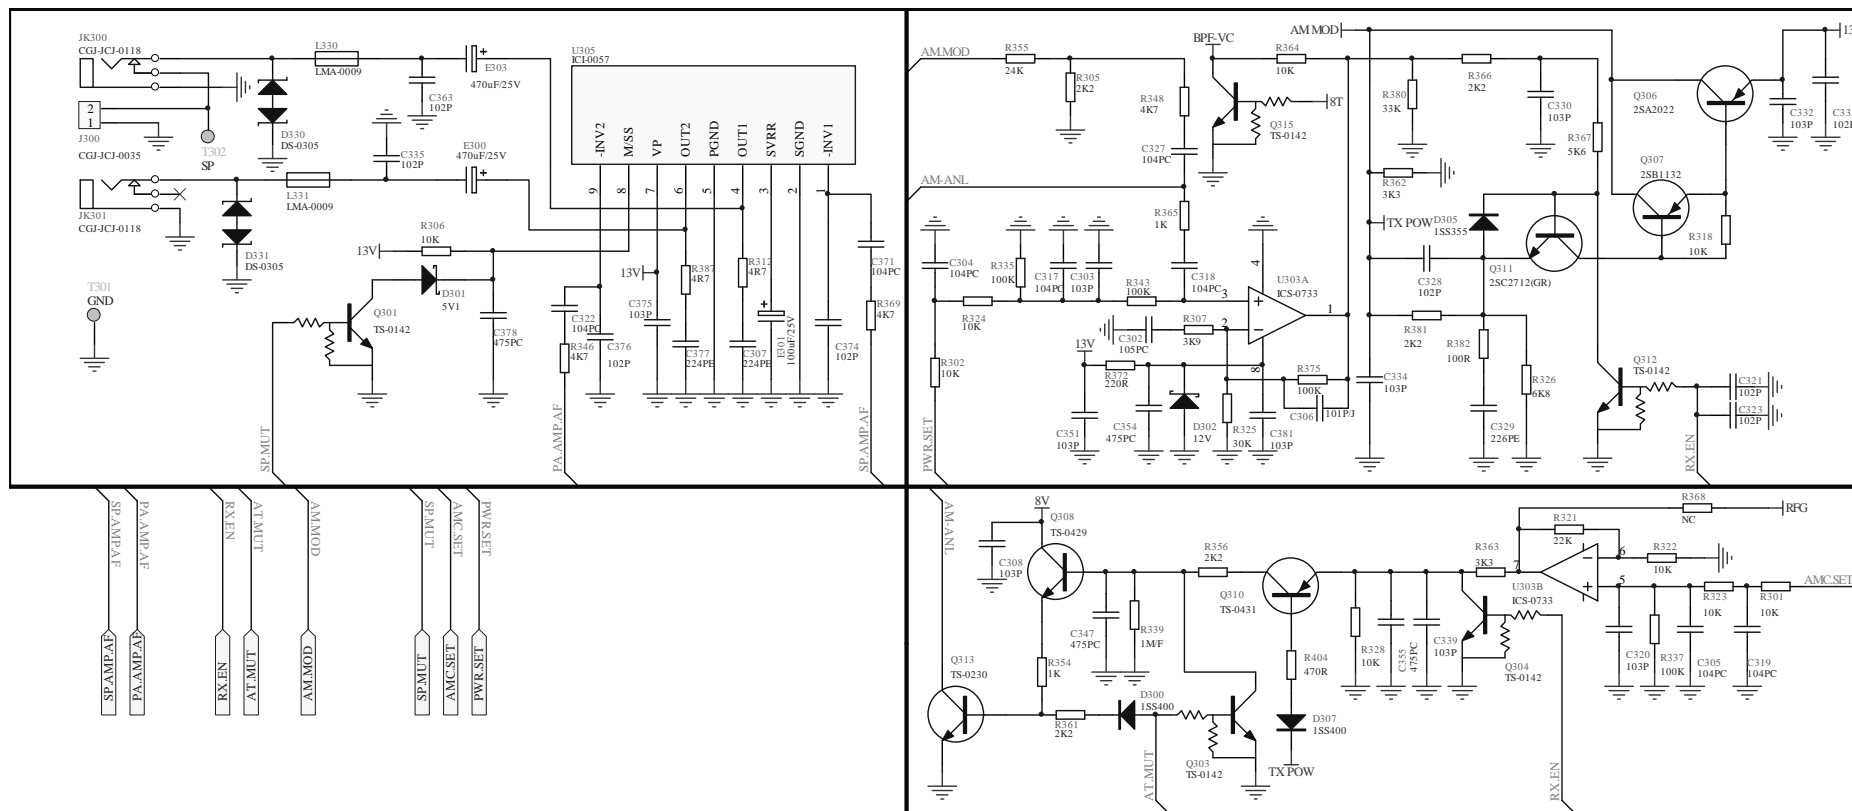 JK300
CGJ-JCJ-0118
L330
LMA-0009
E303
470uF/25V
C363
102P
2
1
J300
CGJ-JCJ-0035
T302
SP
D330
DS-0305
C335
102P
E300
470uF/25V
L331
LMA-0009
JK301
CGJ-JCJ-0118
D331
DS-0305
R306
10K
13V
T301
GND
D301
5V1
Q301
TS-0142
C378
475PC
SP.MUT
U305
ICI-0057
-INV2
M/SS
VP
OUT2
PGND
OUT1
SVRR
SGND
-INV1
9
8
7
6
5
4
3
2
1
13V
R387
4R7
R312
4R7
C371
104PC
R369
4K7
C322
104PC
C375
103P
R346
4K7
C376
102P
C377
224PE
C307
224PE
E301
100uF/25V
C374
102P
PA.AMP.AF
SP.AMP.AF
AM.MOD
R355
24K
R305
2K2
R348
4K7
C327
104PC
BPF-VC
R364
10K
8T
Q315
TS-0142
AM-ANL
R365
1K
C304
104PC
R335
100K
C317
104PC
C303
103P
C318
104PC
R343
100K
R324
10K
U303A
ICS-0733
4
3
2
1
8
C302
105PC
R307
3K9
R302
10K
13V
R372
220R
R375
100K
C306
101P/J
C351
103P
C354
475PC
D302
12V
R325
30K
C381
103P
PWR.SET
AM MOD
R380
33K
R366
2K2
C330
103P
R367
5K6
Q306
2SA2022
C332
103P
13
C33
102P
R362
3K3
Q307
2SB1132
TX POW
D305
1SS355
R318
10K
Q311
2SC2712(GR)
C328
102P
R381
2K2
R382
100R
C334
103P
R326
6K8
C329
226PE
Q312
TS-0142
C321
102P
C323
102P
RX.EN
SP.AMP.AF
PA.AMP.AF
RX.EN
AT.MUT
AM.MOD
SP.MUT
AMC.SET
PWR.SET
SP.AMP.AF
PA.AMP.AF
RX.EN
AT.MUT
AM.MOD
SP.MUT
AMC.SET
PWR.SET
AM-ANL
8V
Q308
TS-0429
C308
103P
R356
2K2
Q310
TS-0431
C347
475PC
R339
1M/F
R354
1K
Q313
TS-0230
R361
2K2
D300
1SS400
Q303
TS-0142
AT.MUT
R404
470R
D307
1SS400
TX POW
R328
10K
C355
475PC
C339
103P
Q304
TS-0142
RX.EN
R363
3K3
R368
NC
RFG
R321
22K
7
6
5
U303B
ICS-0733
R322
10K
R323
10K
R301
10K
AMC.SET
C320
103P
R337
100K
C305
104PC
C319
104PC